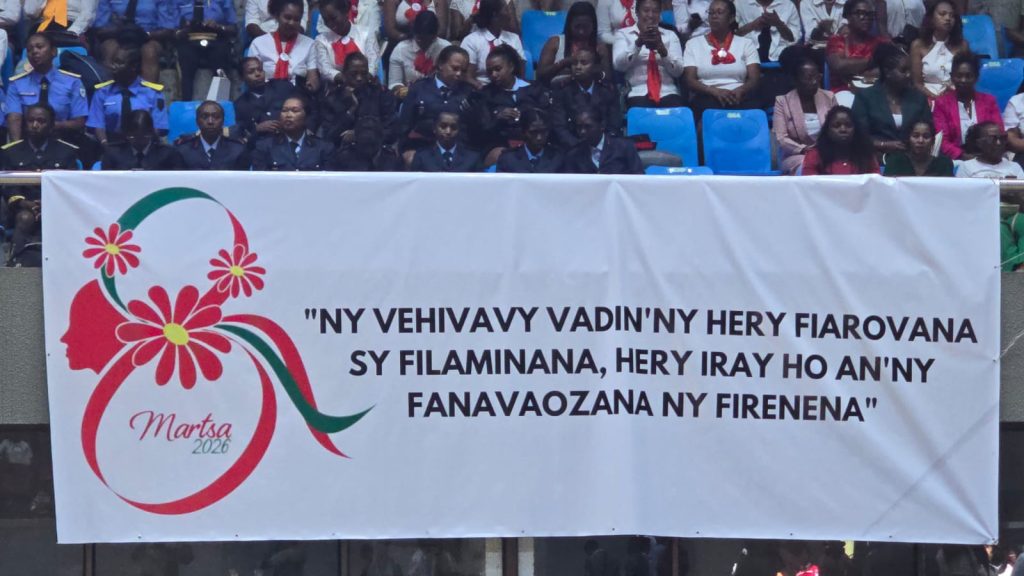 Martsa
2026
"NY VEHIVAVY VADIN'NY HERY FIAROVANA
SY FILAMINANA, HERY IRAY HO AN'NY
FANAVAOZANA NY FIRENENA"